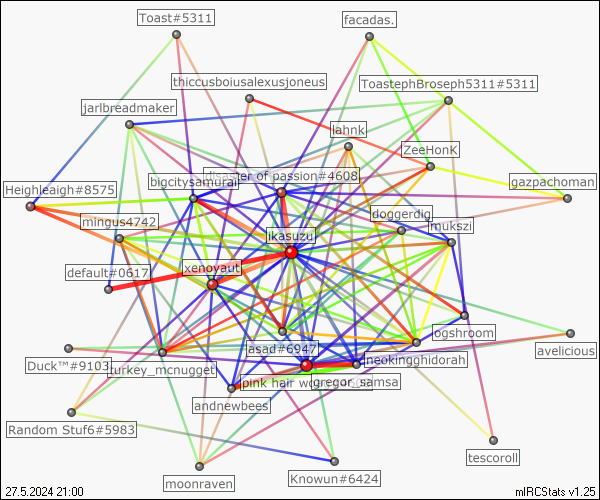 Toast#5311
facadas.
thiccusboiusalexusjoneus
ToastephBroseph5311#5311
jarlbreadmaker
lahnk
ZeeHonK
disaster of passion#4608
bigcitysamurai
Heighleigh#8575
gazpachoman
mingus4742
doggerdig
mukszi
ikasuzu
xenoyaut
default#0617
ogshroom
asad#6947
avelicious
Duck™#9103
turkey_mcnugget
neokingghidorah
pink hair
gregor_samsa
andnewbees
Random Stuf6#5983
tescoroll
moonraven
Knowun#6424
27.5.2024 21:00
mIRCStats v1.25